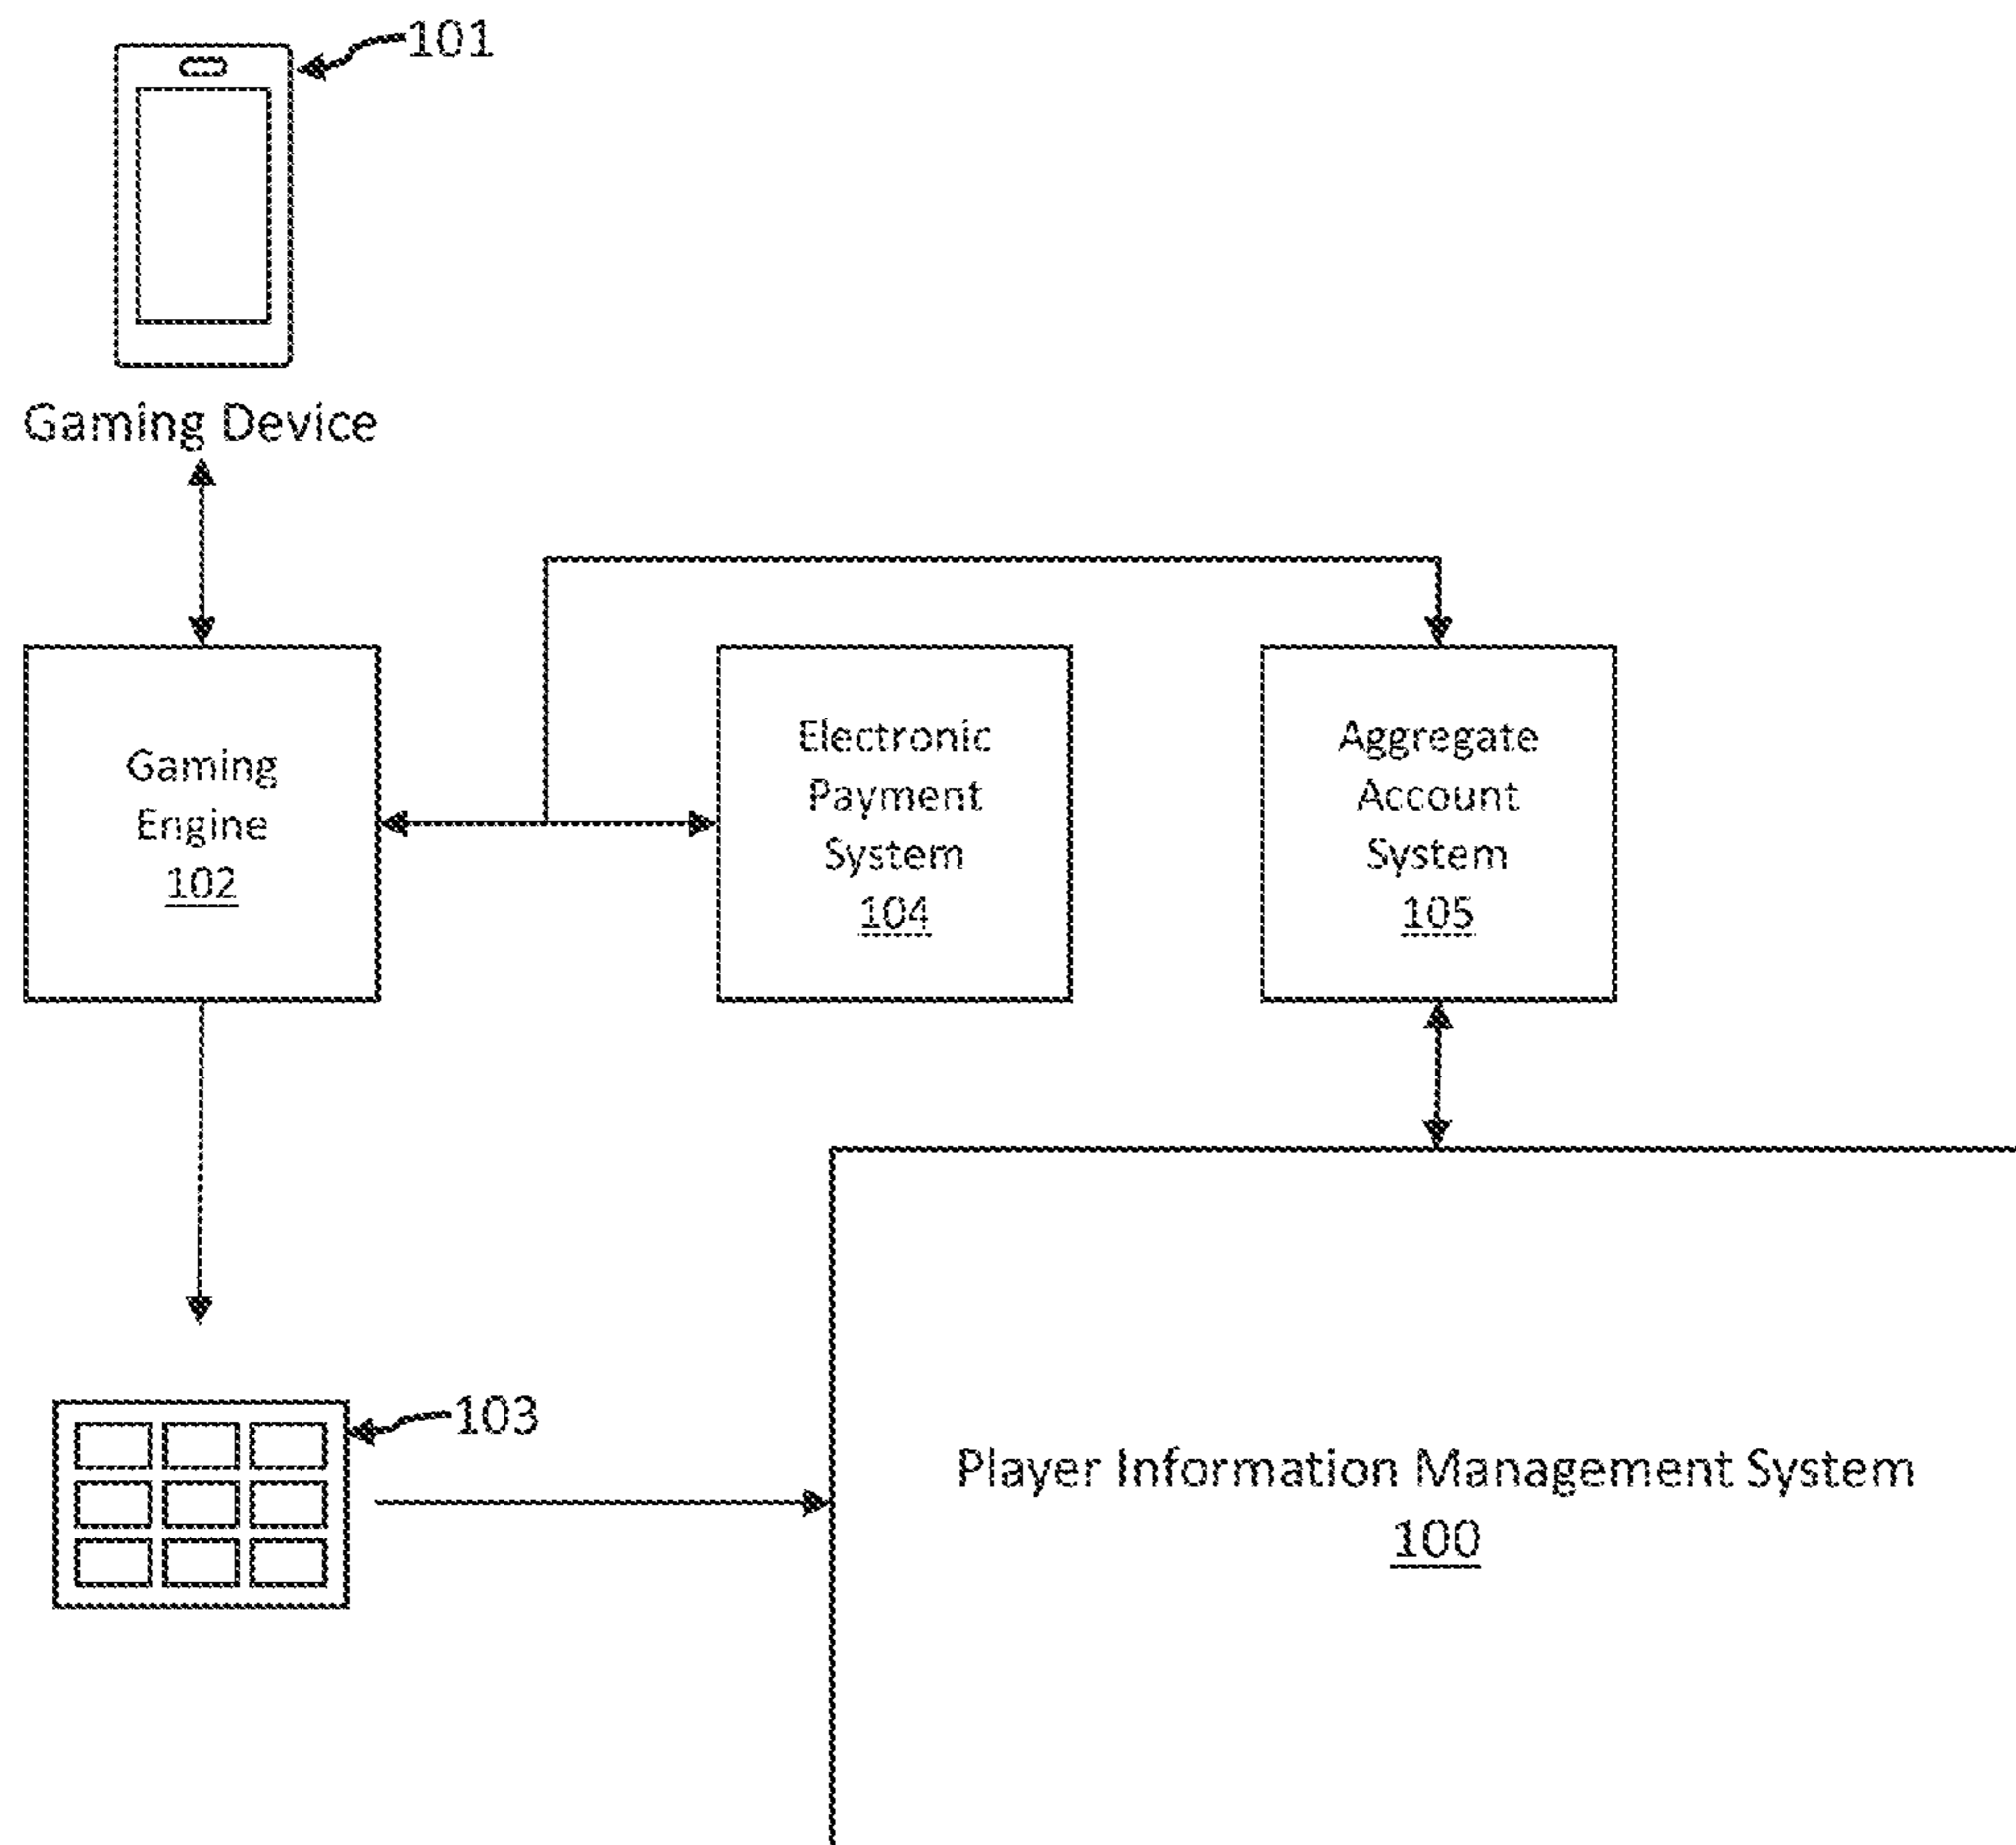 101
Gaming Device
Gaming
Engine
102
Electronic
Payment
System
104
Aggregate
Account
System
105
103
Player Information Management System
100